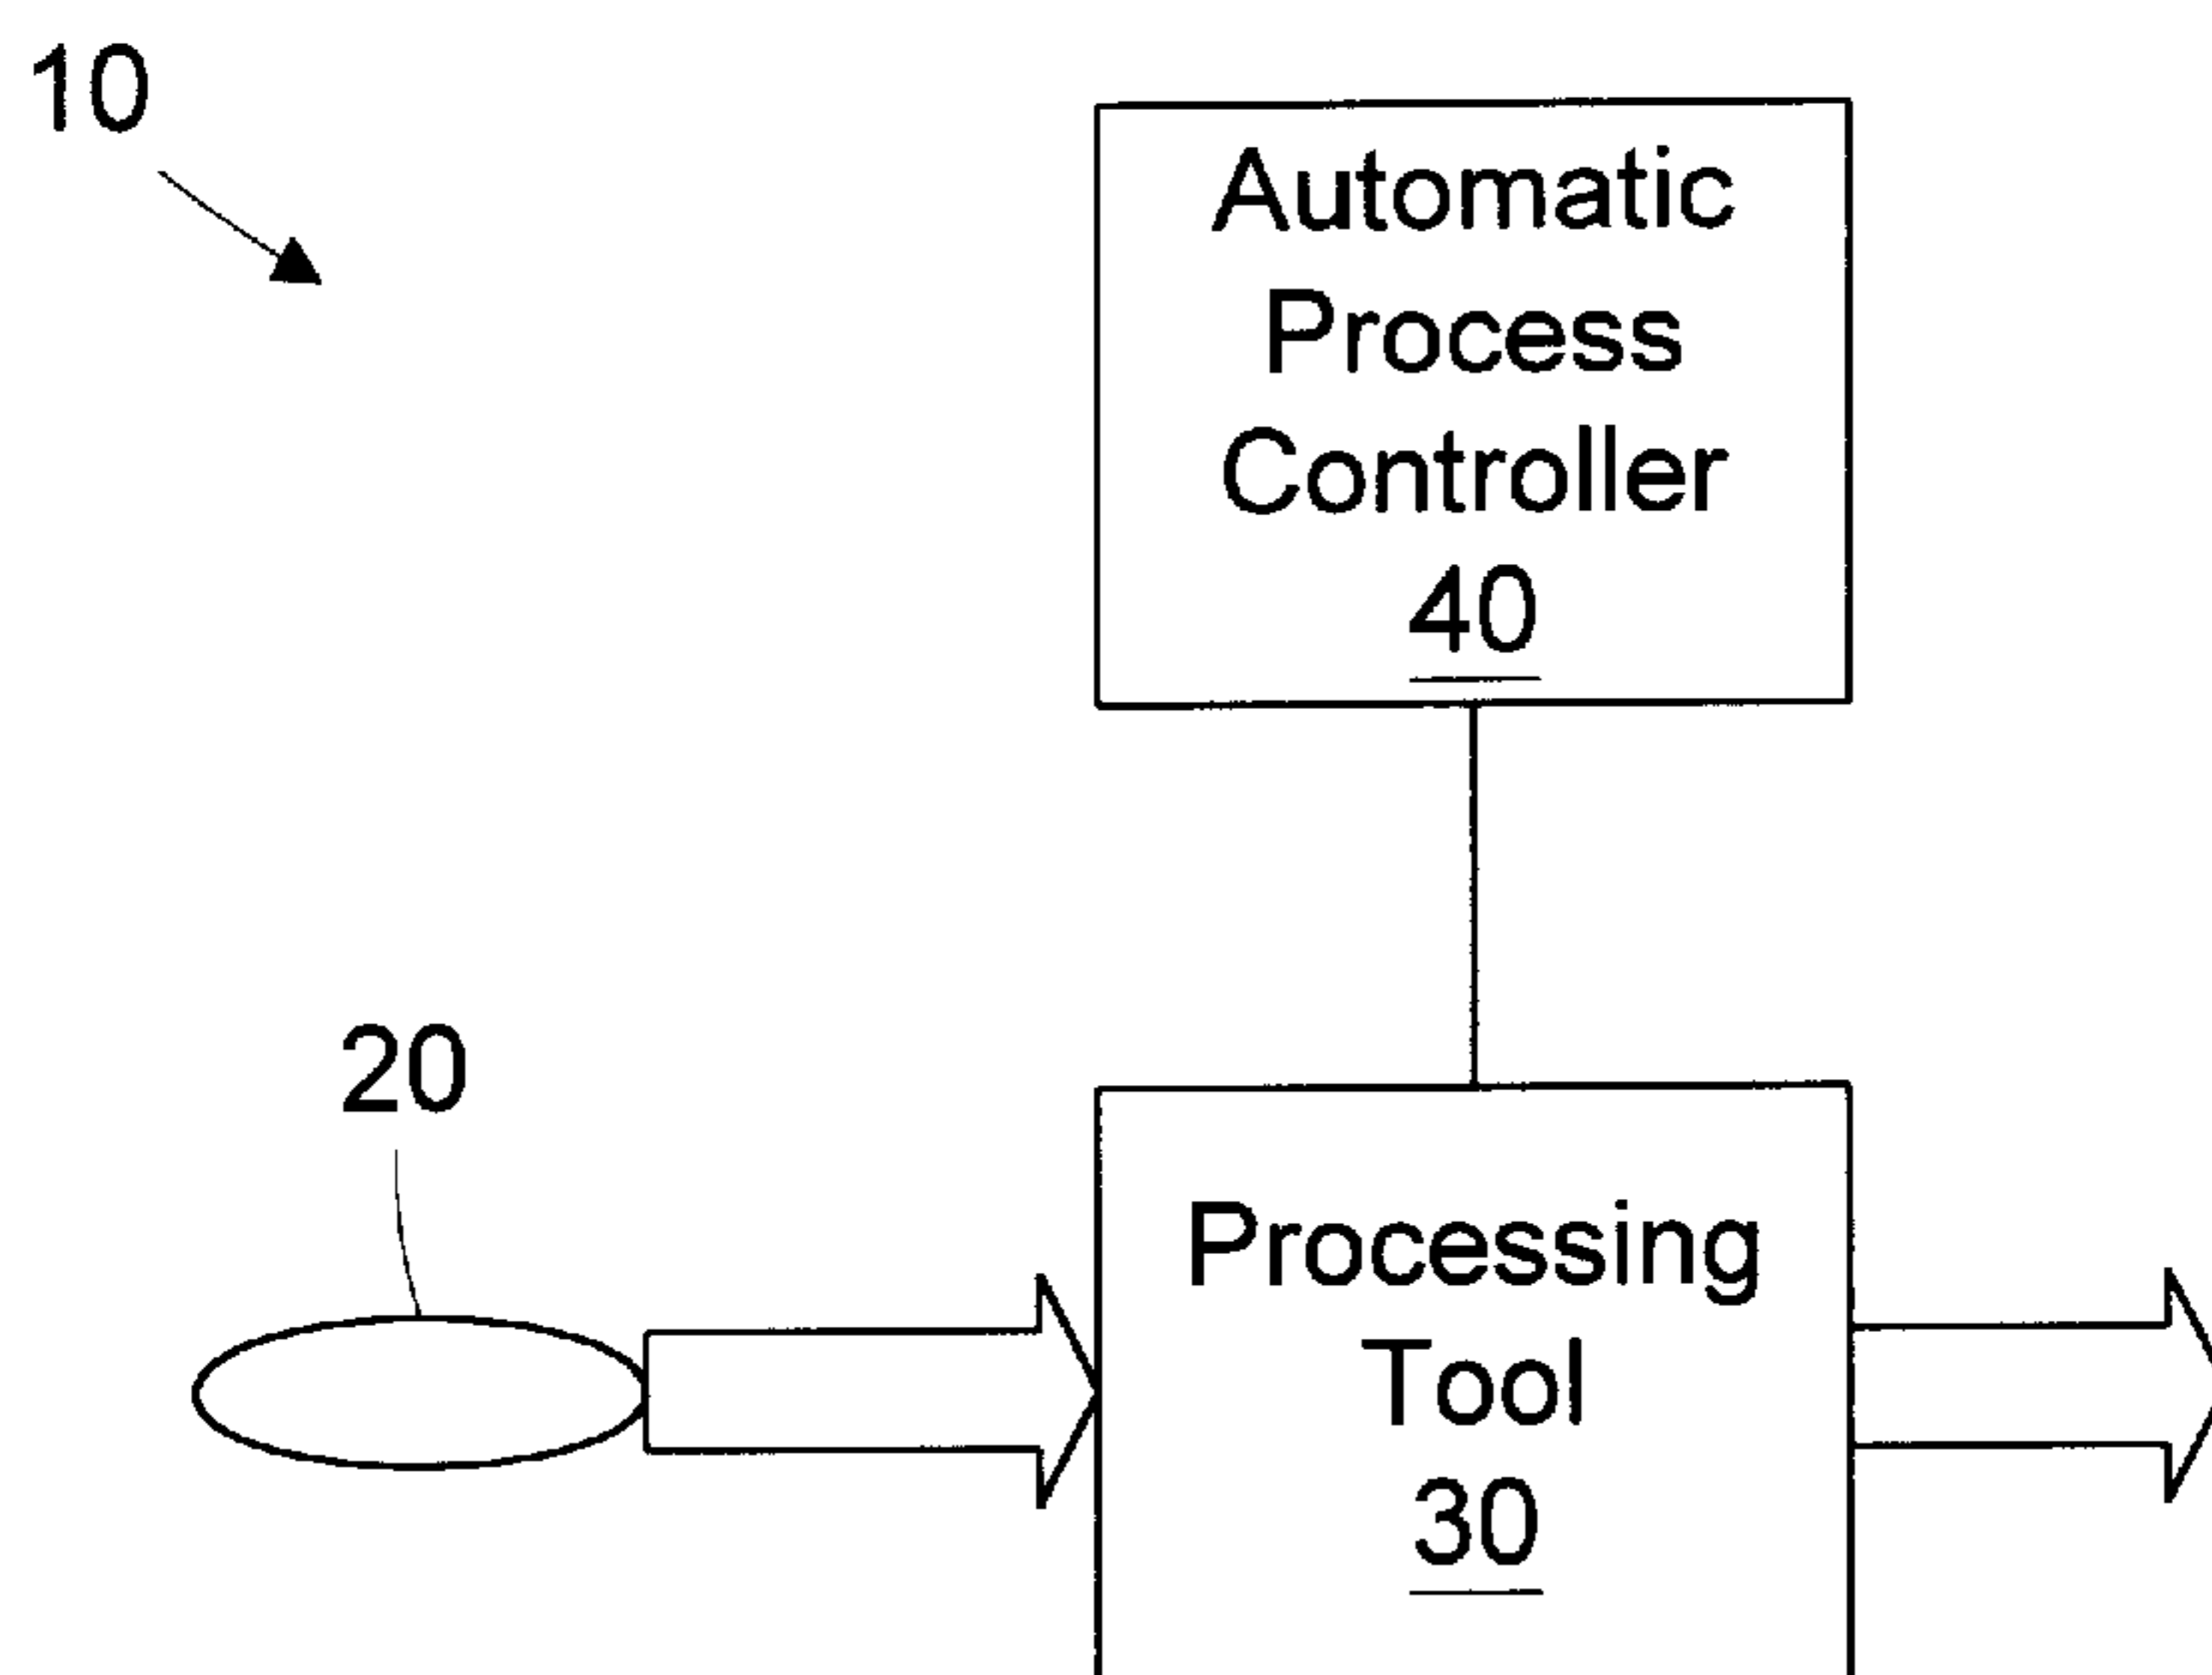 10
Automatic
Process
Controller
40
20
Processing
Tool
30